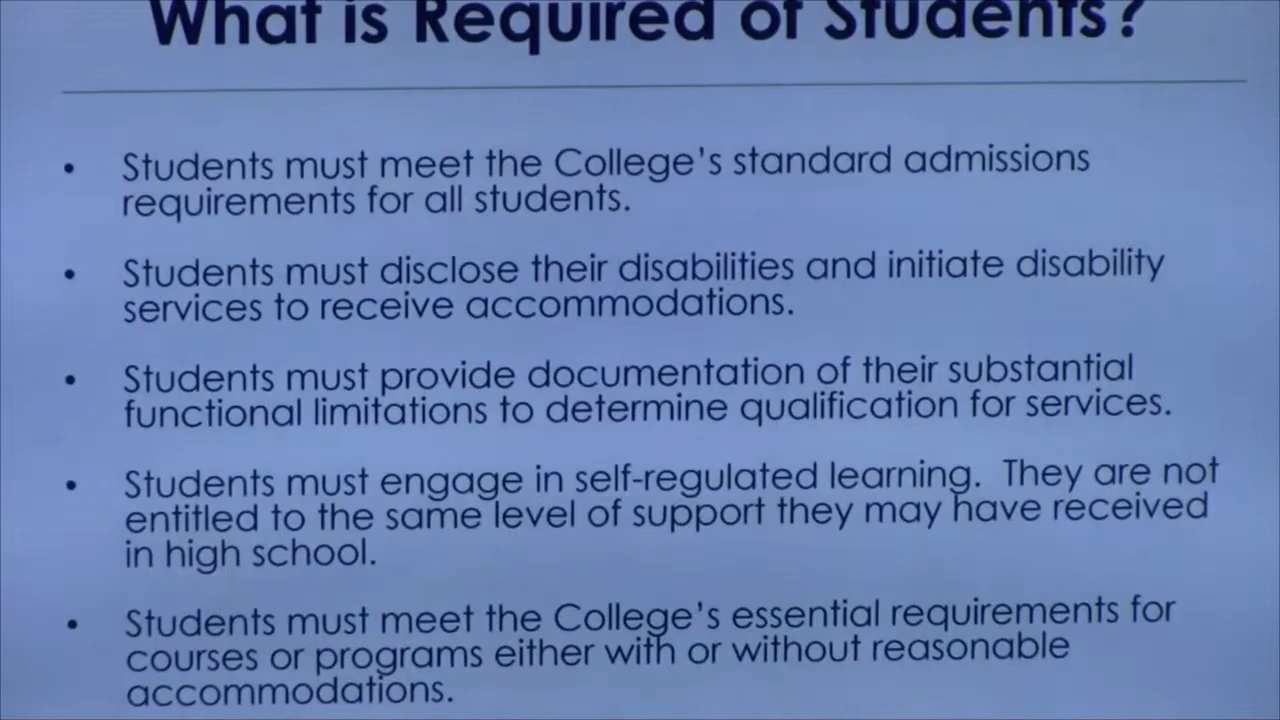 What is Required of Students?
• Students must meet the College's standard admissions
requirements for all students.
• Students must disclose their disabilities and initiate disability
services to receive accommodations.
• Students must provide documentation of their substantial
functional limitations to determine qualification for services.
• Students must engage in self-regulated learning.  They are not
entitled to the same level of support they may have received
in high school.
• Students must meet the College's essential requirements for
courses or programs either with or without reasonable
accommodations.